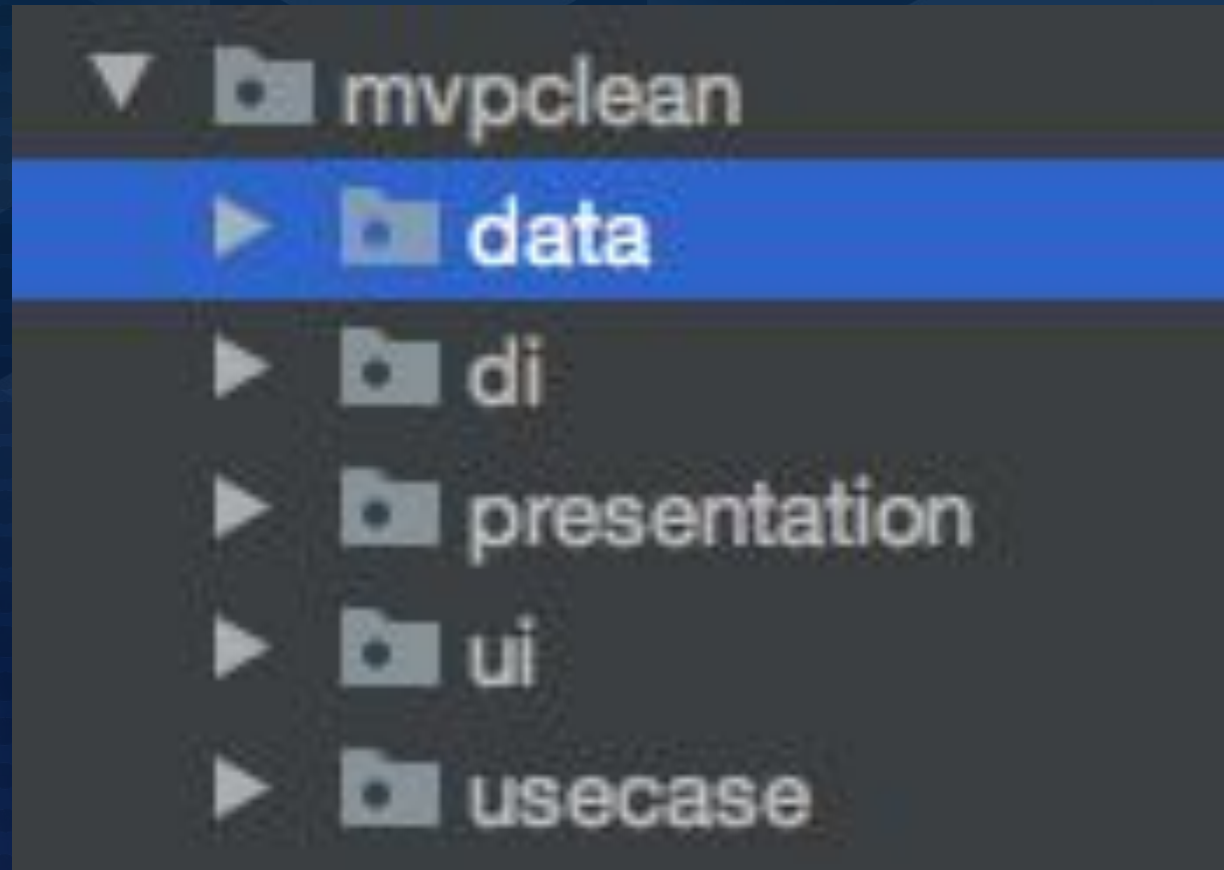 mvpclean
data
di
presentation
ui
usecase